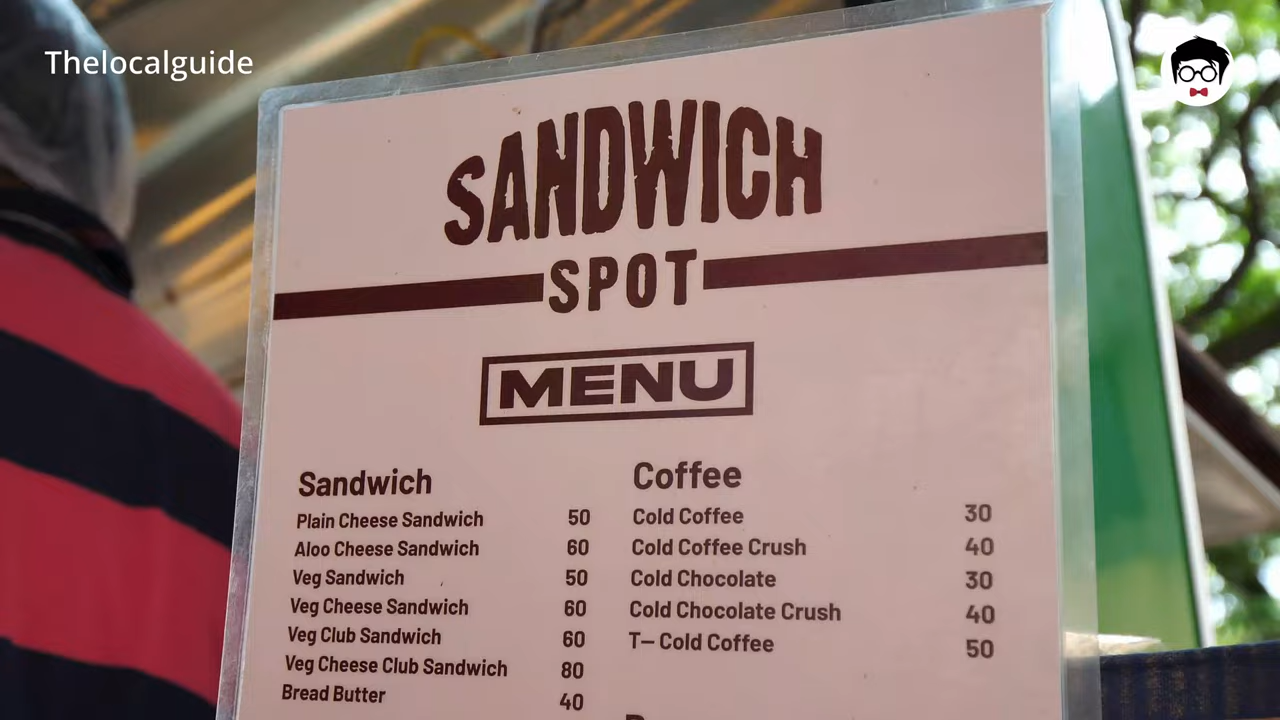 Thelocalguide
SANDWICH
SPOT
MENU
Sandwich
Plain Cheese Sandwich 50
Aloo Cheese Sandwich 60
Veg Sandwich 50
Veg Cheese Sandwich 60
Veg Club Sandwich 60
Veg Cheese Club Sandwich 80
Bread Butter 40
Coffee
Cold Coffee 30
Cold Coffee Crush 40
Cold Chocolate 30
Cold Chocolate Crush 40
T– Cold Coffee 50